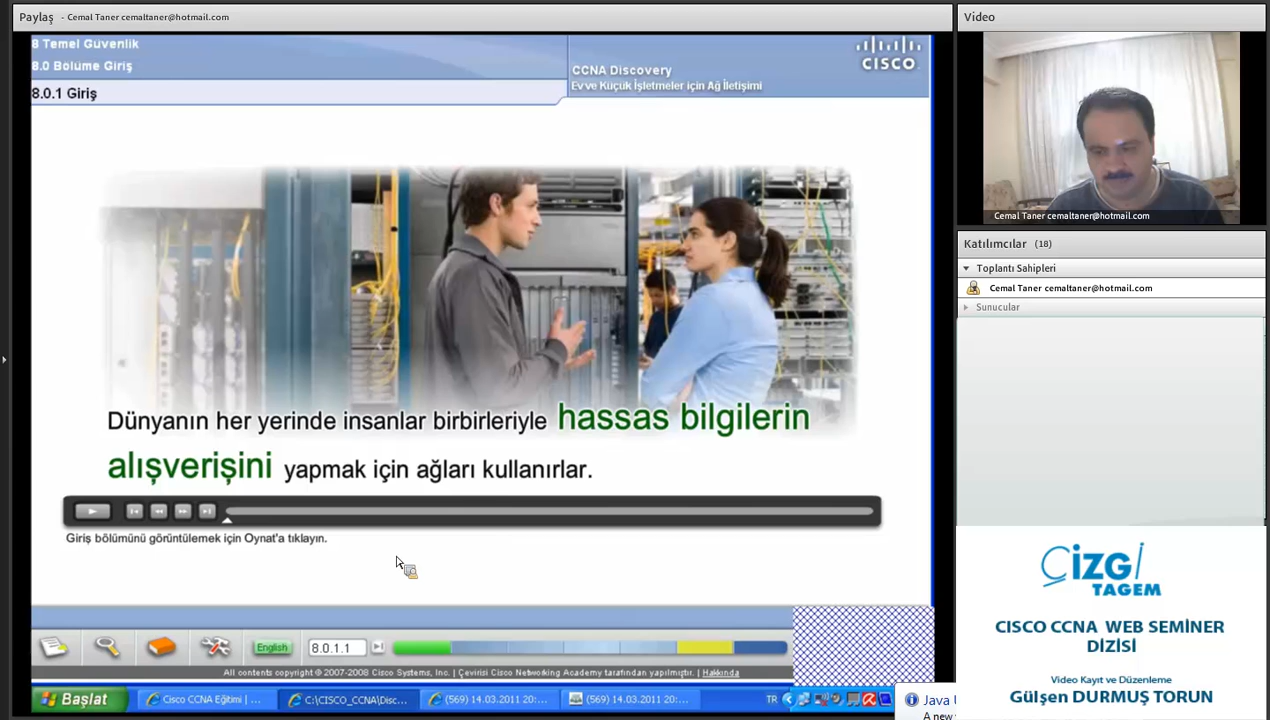 Paylaş - Cemal Taner cemaltaner@hotmail.com
8 Temel Güvenlik
8.0 Bölüme Giriş
8.0.1 Giriş
CCNA Discovery
Ev ve Küçük İşletmeler için Ağ İletişimi
CISCO
Dünyanın her yerinde insanlar birbirleriyle hassas bilgilerin
alışverişini yapmak için ağları kullanırlar.
Giriş bölümünü görüntülemek için Oynat'a tıklayın.
English
8.0.1.1
All contents copyright © 2007-2008 Cisco Systems, Inc. | Çevirisi Cisco Networking Academy tarafından yapılmıştır. | Hakkında
Başlat
Cisco CCNA Eğitimi | ...
C:\CISCO_CCNA\Disc...
(569) 14.03.2011 20:...
(569) 14.03.2011 20:...
TR
Video
Cemal Taner cemaltaner@hotmail.com
Katılımcılar (18)
Toplantı Sahipleri
Cemal Taner cemaltaner@hotmail.com
Sunucular
ÇİZGİ
TAGEM
CISCO CCNA WEB SEMİNER
DİZİSİ
Video Kayıt ve Düzenleme
Gülşen DURMUŞ TORUN
Java
A new